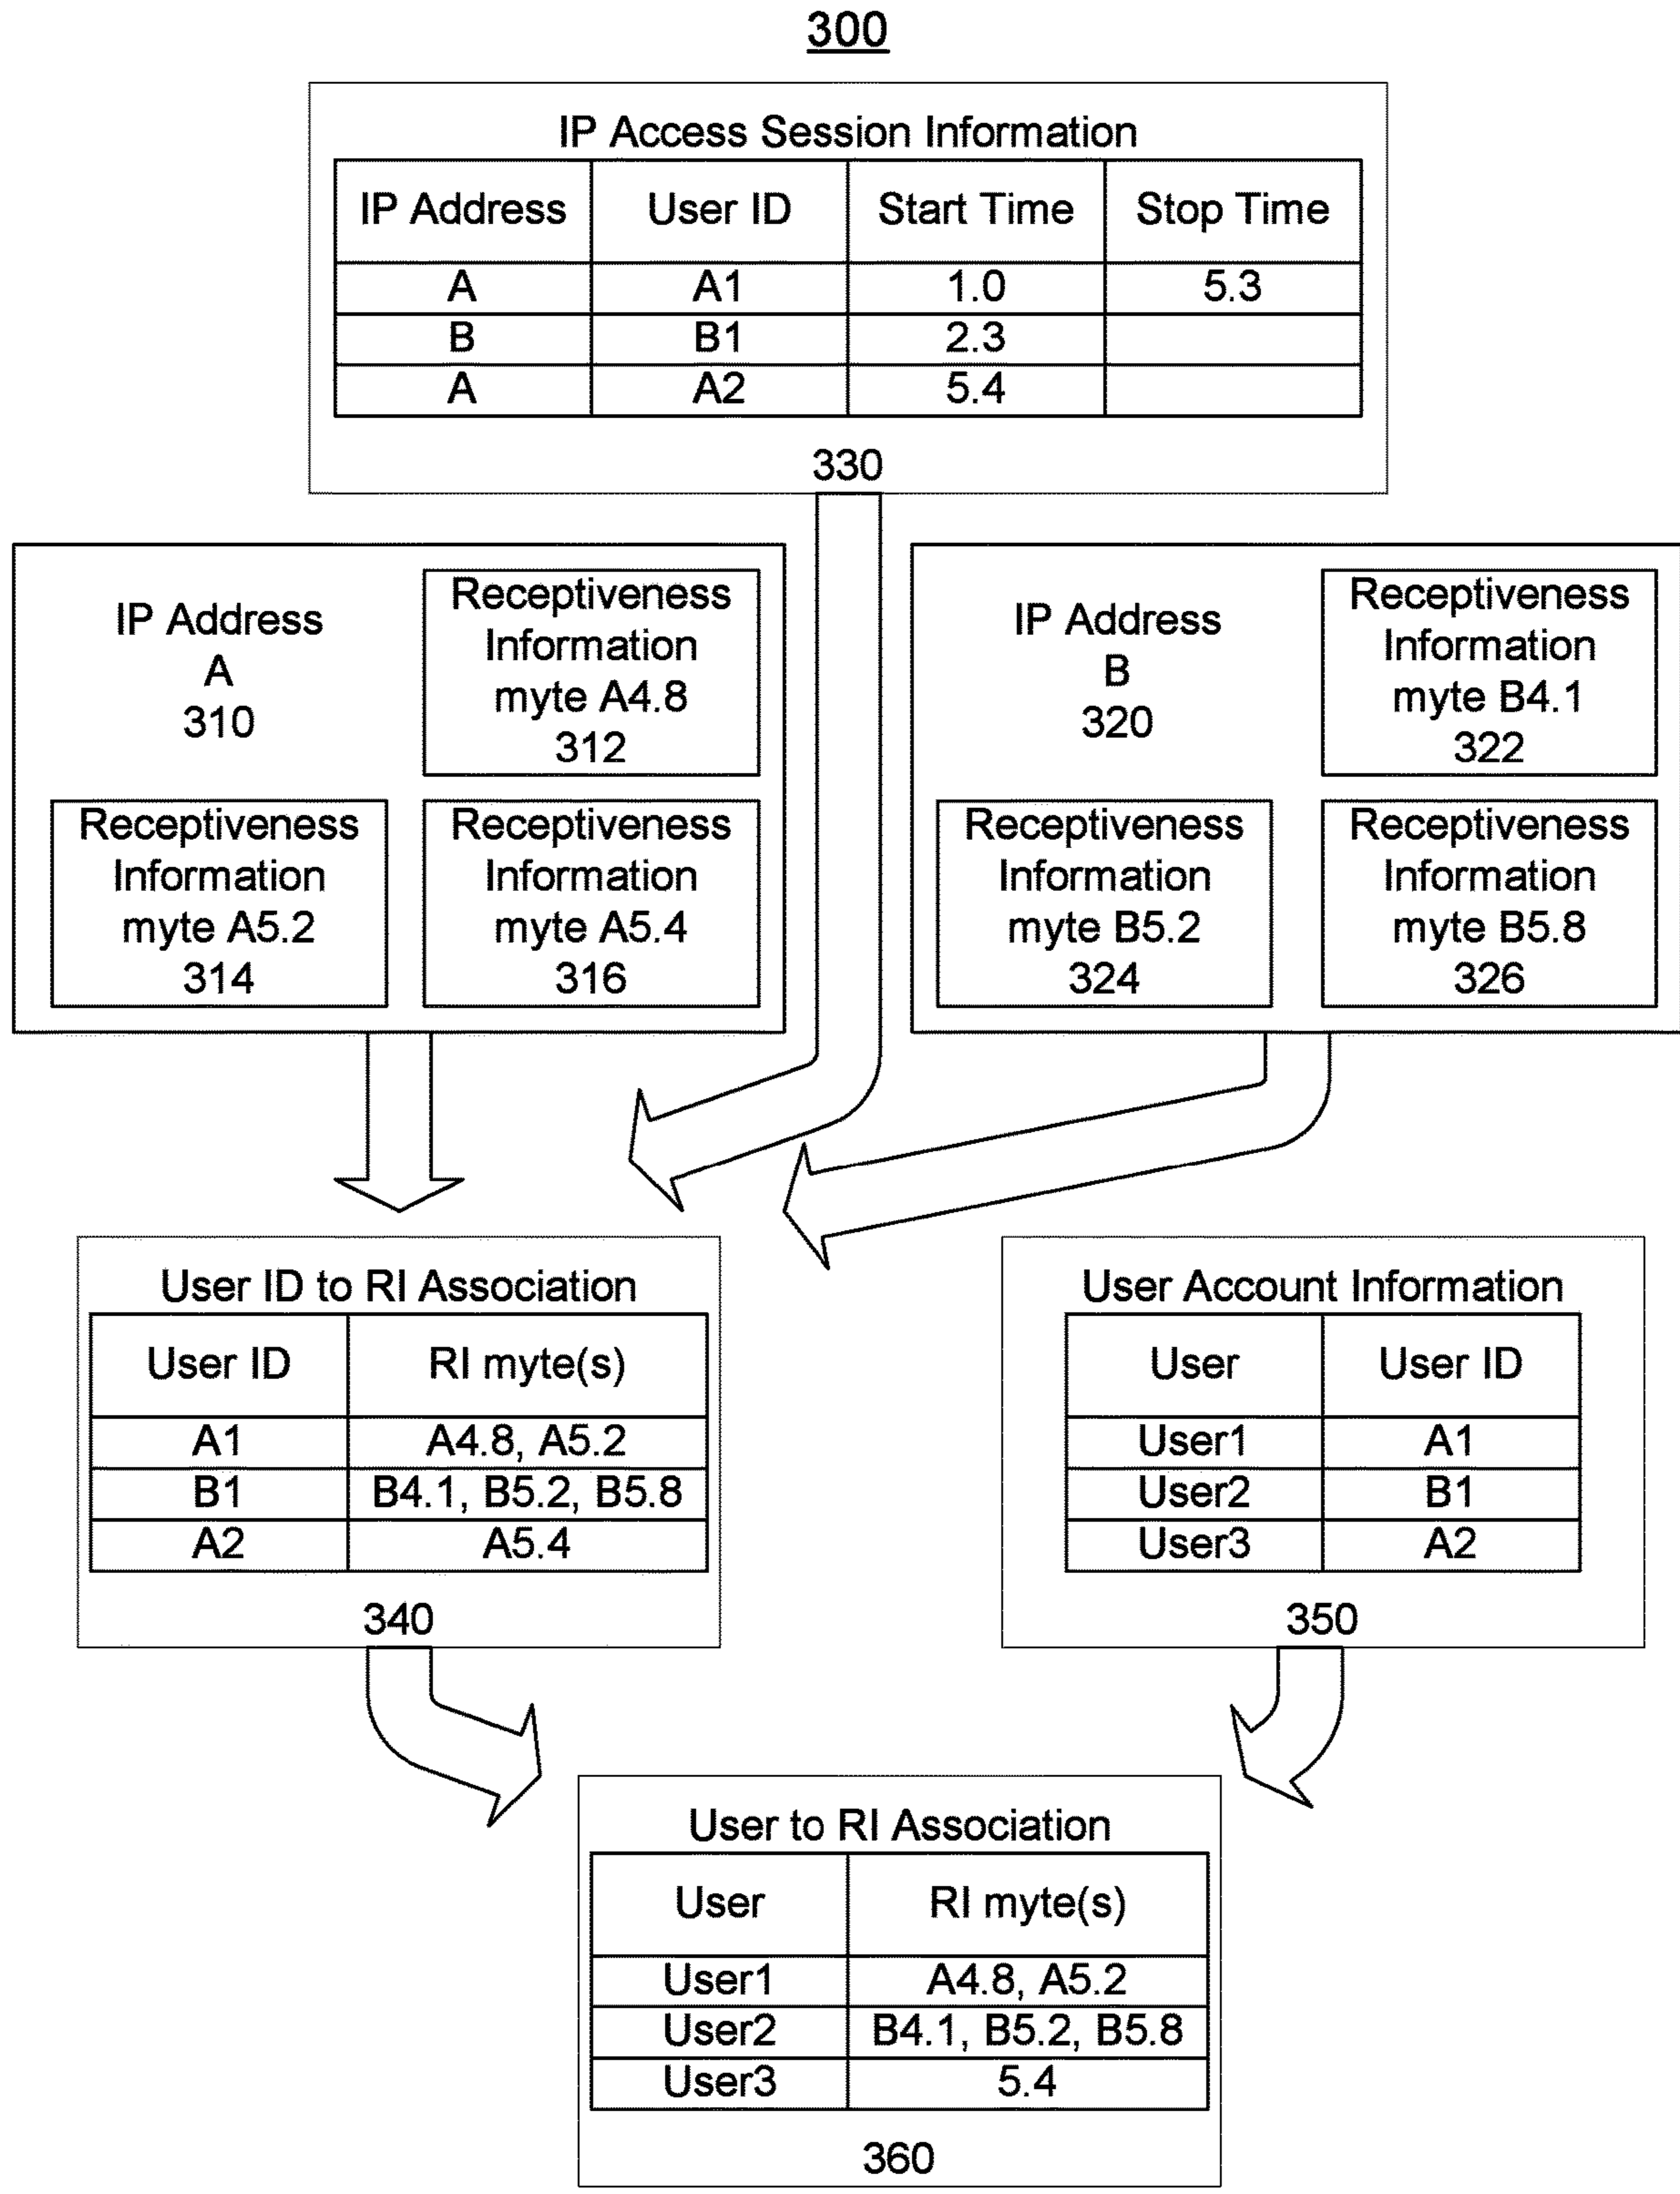 300
IP Access Session Information
IP Address User ID Start Time Stop Time
A A1 1.0 5.3
B B1 2.3
A A2 5.4
330
IP Address
A
310
Receptiveness
Information
myte A4.8
312
Receptiveness
Information
myte A5.2
314
Receptiveness
Information
myte A5.4
316
IP Address
B
320
Receptiveness
Information
myte B4.1
322
Receptiveness
Information
myte B5.2
324
Receptiveness
Information
myte B5.8
326
User ID to RI Association
User ID RI myte(s)
A1 A4.8, A5.2
B1 B4.1, B5.2, B5.8
A2 A5.4
340
User Account Information
User User ID
User1 A1
User2 B1
User3 A2
350
User to RI Association
User RI myte(s)
User1 A4.8, A5.2
User2 B4.1, B5.2, B5.8
User3 5.4
360